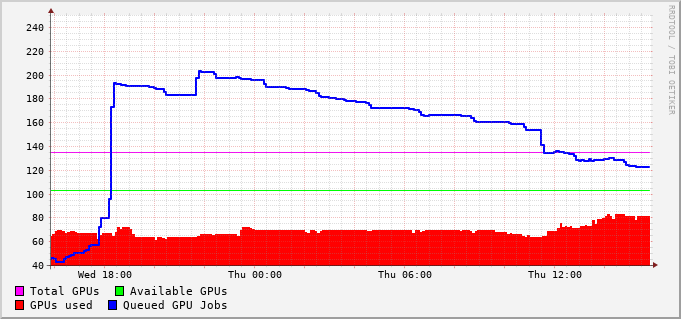 RRDTOOL / TOBI OETIKER
240
220
200
180
160
140
120
100
80
60
40
Wed 18:00 Thu 00:00 Thu 06:00 Thu 12:00
Total GPUs Available GPUs
GPUs used Queued GPU Jobs